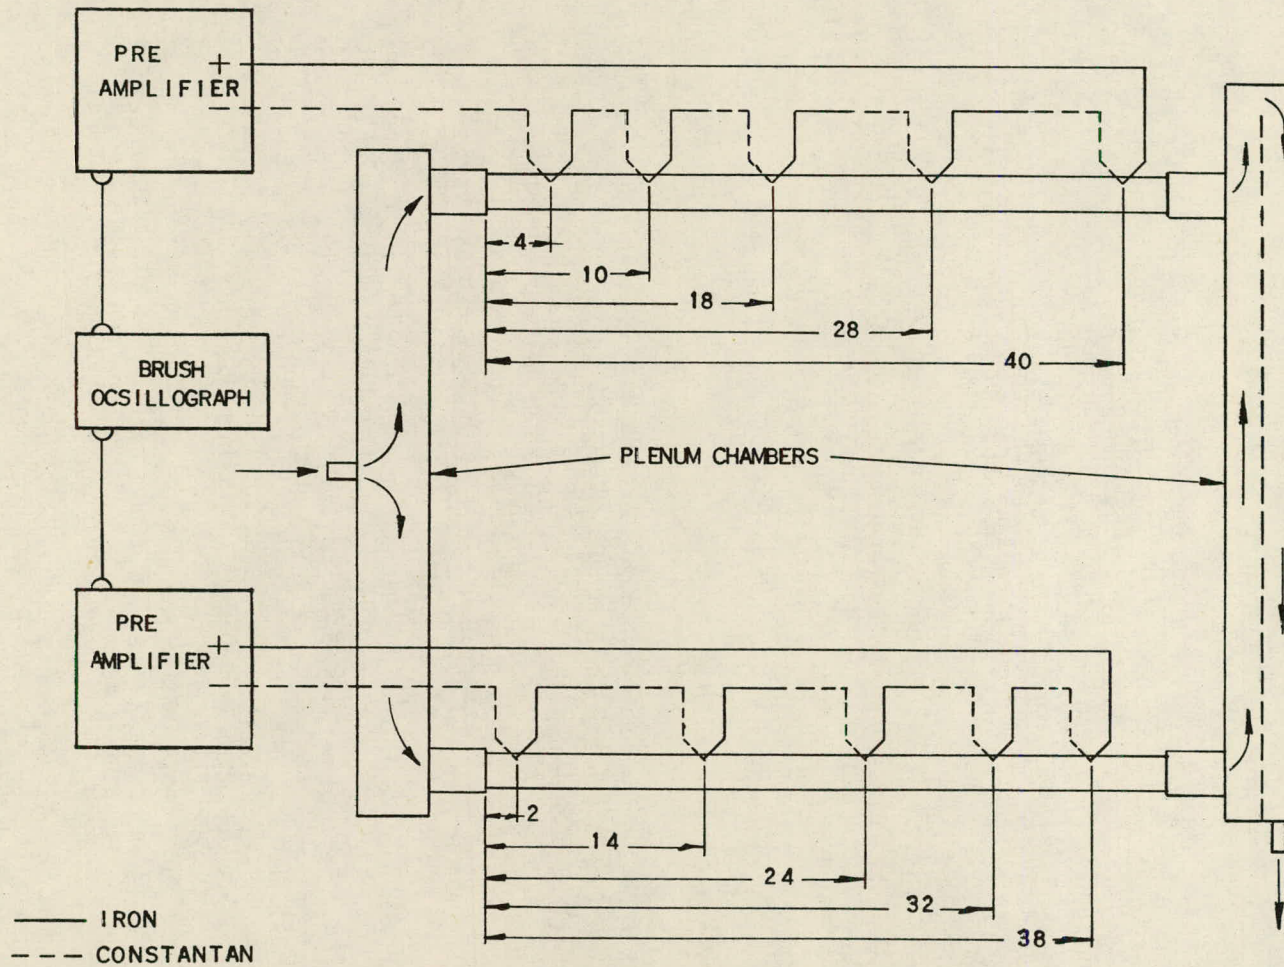 PRE
AMPLIFIER
+
4
10
18
28
40
BRUSH
OCSILLOGRAPH
PLENUM CHAMBERS
PRE
AMPLIFIER
+
2
14
24
32
38
IRON
CONSTANTAN